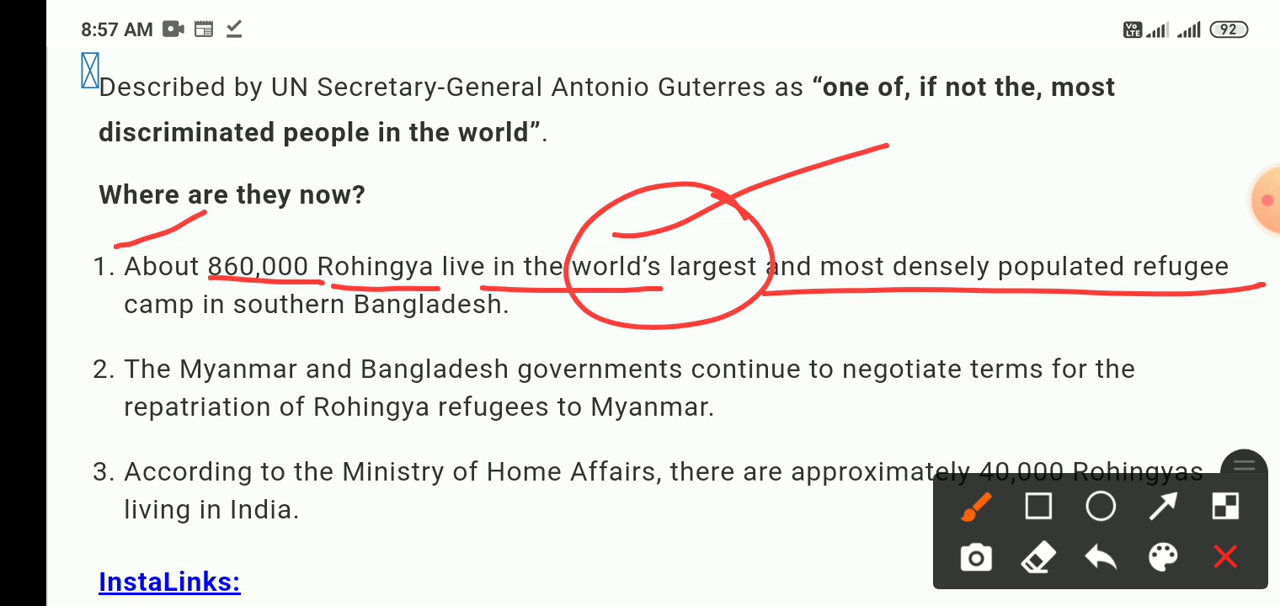 8:57 AM
Vo LTE
92
Described by UN Secretary-General Antonio Guterres as “one of, if not the, most
discriminated people in the world”.
Where are they now?
1. About 860,000 Rohingya live in the world’s largest and most densely populated refugee
camp in southern Bangladesh.
2. The Myanmar and Bangladesh governments continue to negotiate terms for the
repatriation of Rohingya refugees to Myanmar.
3. According to the Ministry of Home Affairs, there are approximately 40,000 Rohingyas
living in India.
InstaLinks: